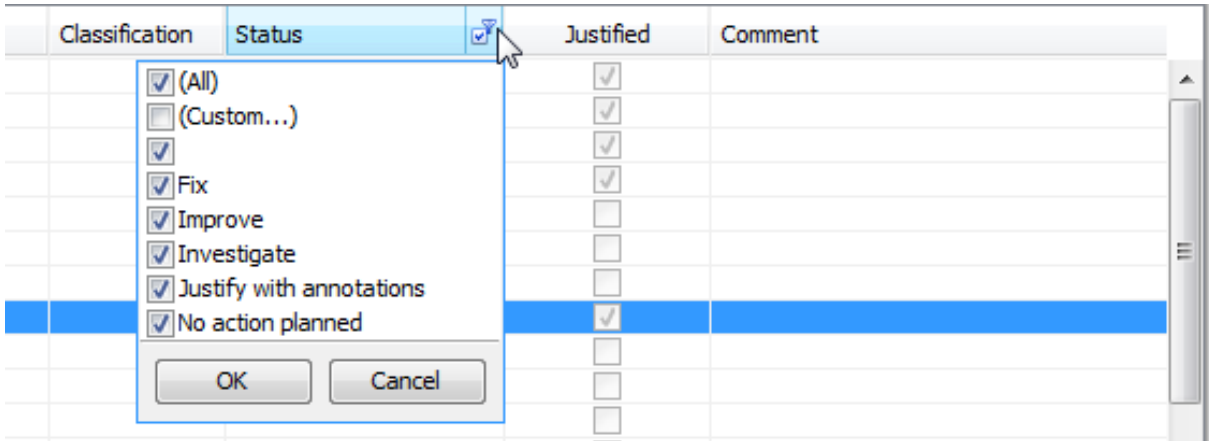 Classification Status Justified Comment
(All)
(Custom...)
Fix
Improve
Investigate
Justify with annotations
No action planned
OK Cancel